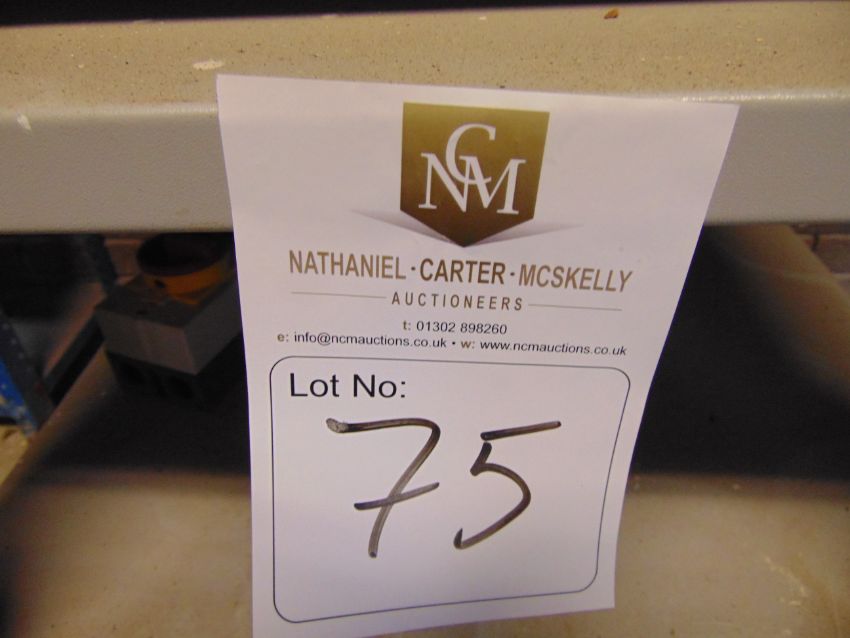 NCM
NATHANIEL · CARTER · MCSKELLY
AUCTIONEERS
t: 01302 898260
e: info@ncmauctions.co.uk • w: www.ncmauctions.co.uk
Lot No:
75